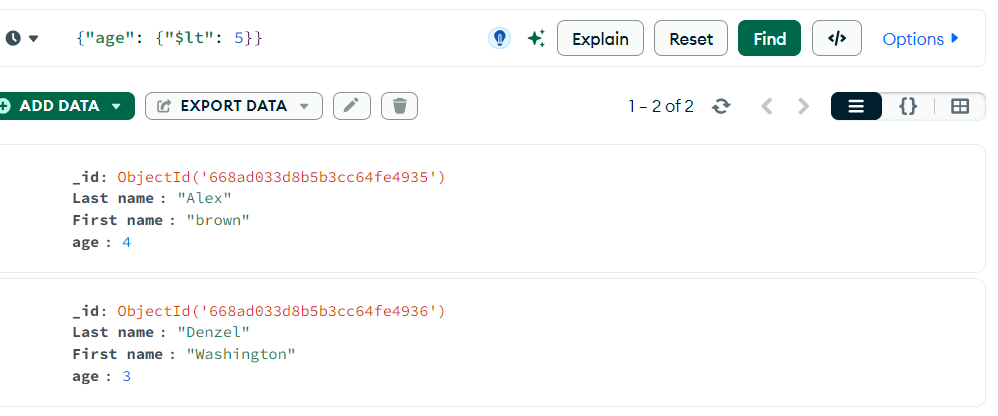 {"age": {"$lt": 5}} Explain Reset Find </> Options
ADD DATA EXPORT DATA 1 – 2 of 2 {}
_id: ObjectId('668ad033d8b5b3cc64fe4935')
Last name : "Alex"
First name : "brown"
age : 4
_id: ObjectId('668ad033d8b5b3cc64fe4936')
Last name : "Denzel"
First name : "Washington"
age : 3